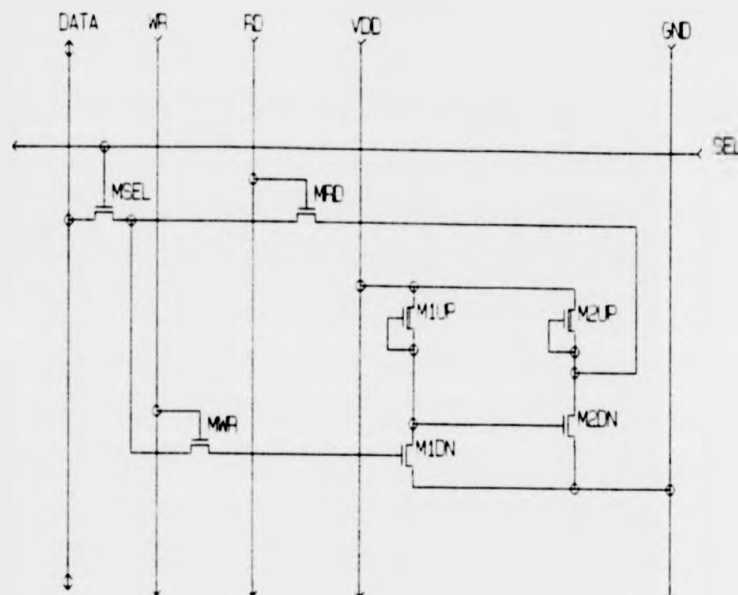 DATA WR RD VDD GND
SEL
MSEL MRD
M1UP M2UP
MWR M1DN M2DN